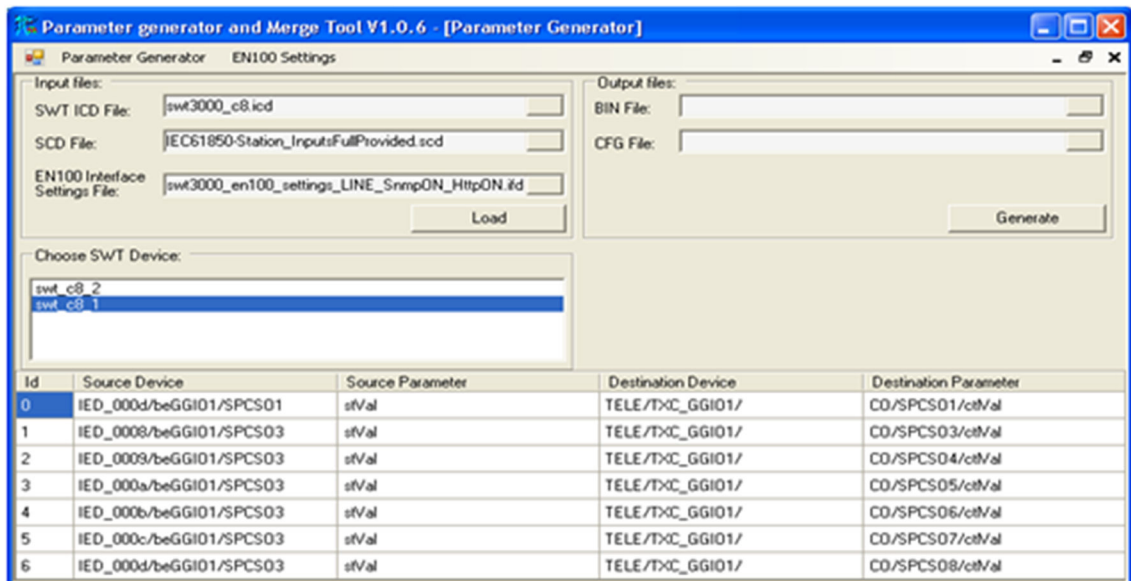 Parameter generator and Merge Tool V1.0.6 - [Parameter Generator]
Parameter Generator EN100 Settings
Input files:
SWT ICD File: swt3000_c8.icd
SCD File: IEC61850-Station_InputsFullProvided.scd
EN100 Interface Settings File: swt3000_en100_settings_LINE_SnmpON_HttpON.ifd
Load
Output files:
BIN File:
CFG File:
Generate
Choose SWT Device:
swt_c8_2
swt_c8_1
Id Source Device Source Parameter Destination Device Destination Parameter
0 IED_000d/beGGIO1/SPCSO1 stVal TELE/TXC_GGIO1/ CO/SPCSO1/ctlVal
1 IED_0008/beGGIO1/SPCSO3 stVal TELE/TXC_GGIO1/ CO/SPCSO3/ctlVal
2 IED_0009/beGGIO1/SPCSO3 stVal TELE/TXC_GGIO1/ CO/SPCSO4/ctlVal
3 IED_000a/beGGIO1/SPCSO3 stVal TELE/TXC_GGIO1/ CO/SPCSO5/ctlVal
4 IED_000b/beGGIO1/SPCSO3 stVal TELE/TXC_GGIO1/ CO/SPCSO6/ctlVal
5 IED_000c/beGGIO1/SPCSO3 stVal TELE/TXC_GGIO1/ CO/SPCSO7/ctlVal
6 IED_000d/beGGIO1/SPCSO3 stVal TELE/TXC_GGIO1/ CO/SPCSO8/ctlVal